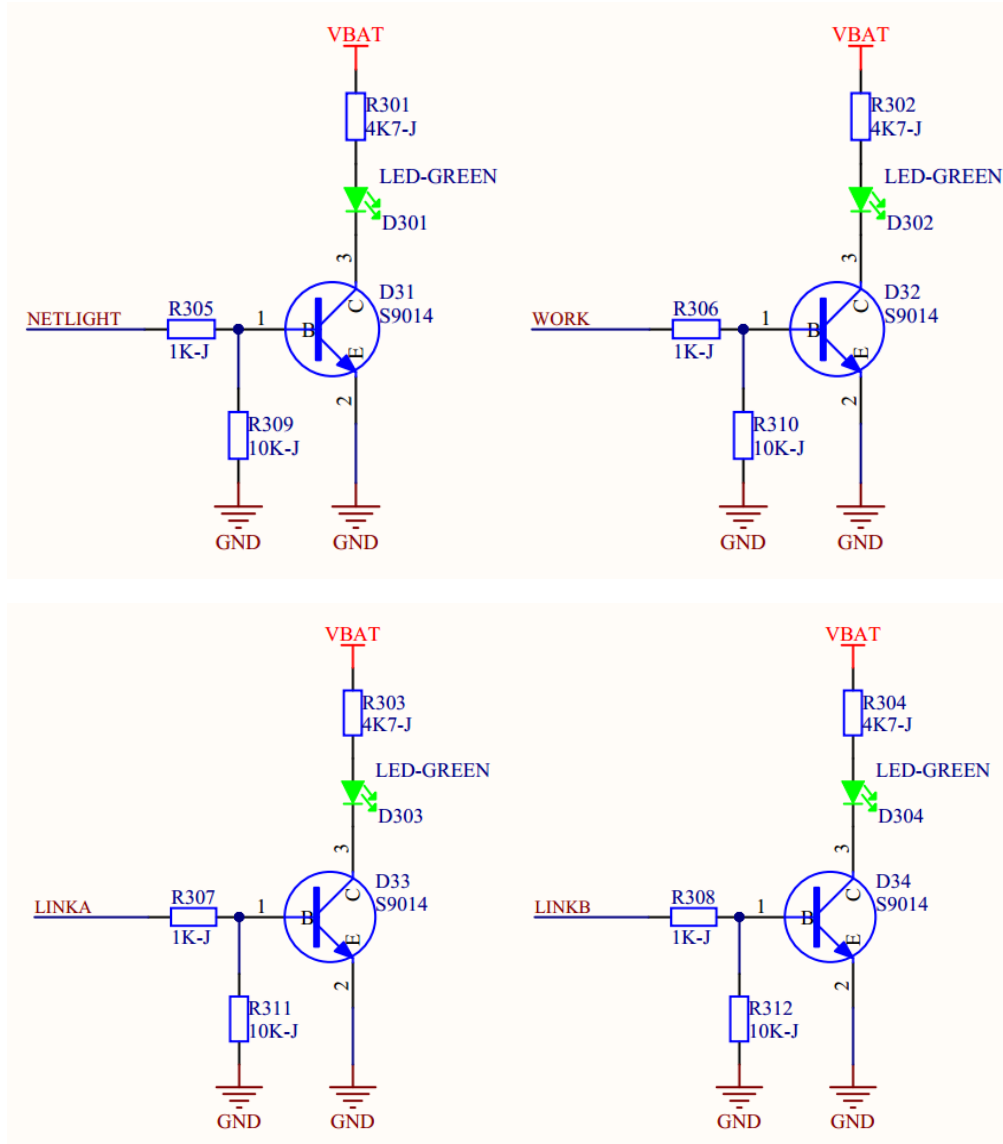 VBAT
R301
4K7-J
LED-GREEN
D301
3
D31
S9014
C
B
E
NETLIGHT
R305
1K-J
1
2
R309
10K-J
GND
GND
VBAT
R302
4K7-J
LED-GREEN
D302
3
D32
S9014
C
B
E
WORK
R306
1K-J
1
2
R310
10K-J
GND
GND
VBAT
R303
4K7-J
LED-GREEN
D303
3
D33
S9014
C
B
E
LINKA
R307
1K-J
1
2
R311
10K-J
GND
GND
VBAT
R304
4K7-J
LED-GREEN
D304
3
D34
S9014
C
B
E
LINKB
R308
1K-J
1
2
R312
10K-J
GND
GND